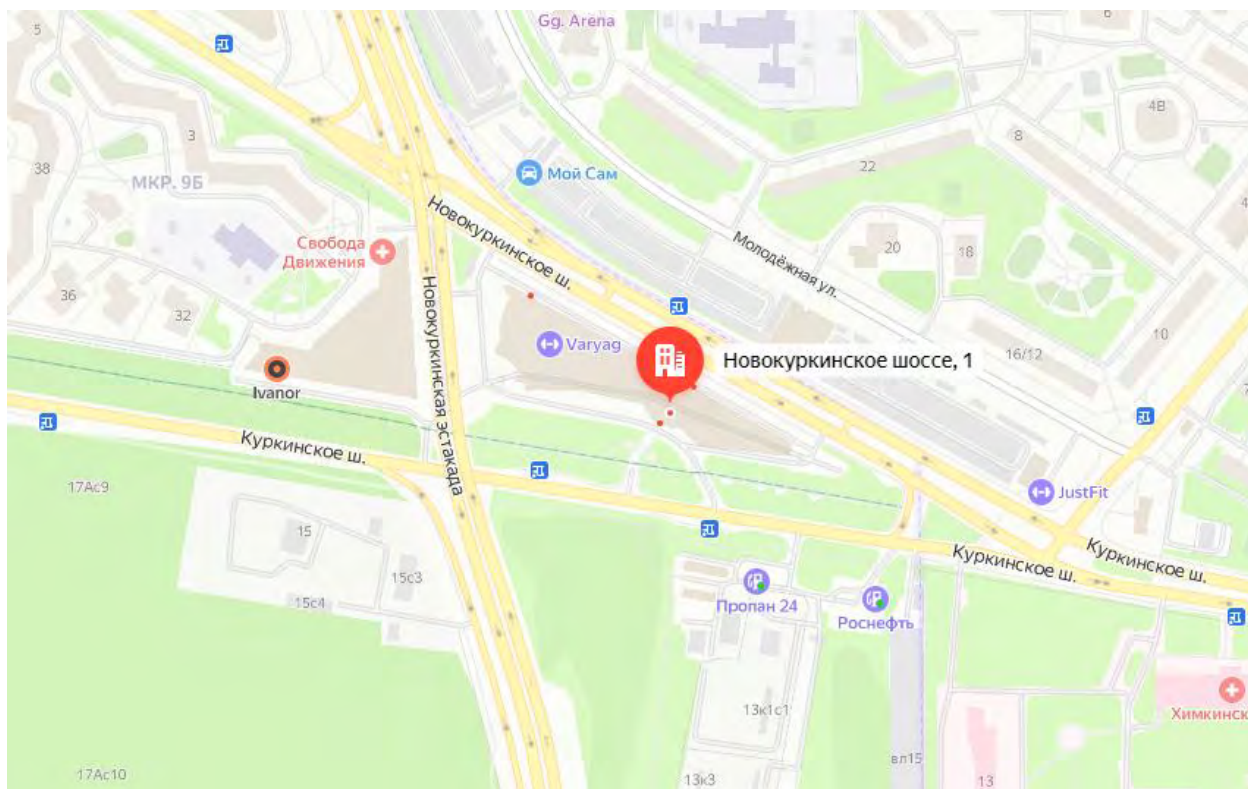 Gg. Arena
6
5
4В
3
8
38
22
Мой Сам
МКР. 9Б
4
Новокуркинское ш.
Свобода
Движения
Молодёжная ул.
20
18
36
32
Новокуркинская эстакада
Varyag
10
Новокуркинское шоссе, 1
16/12
Ivanor
Куркинское ш.
17Ас9
JustFit
15
Куркинское ш.
Куркинское ш.
15с3
15с4
Пропан 24
Роснефть
13к1с1
Химкинск
вл15
17Ас10
13к3
13